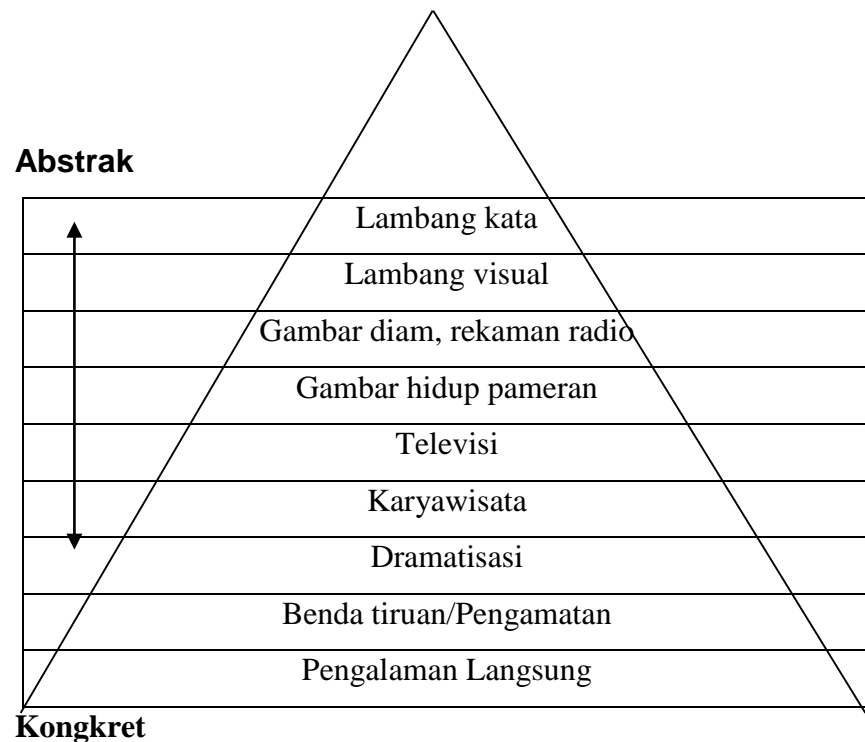 Abstrak
Lambang kata
Lambang visual
Gambar diam, rekaman radio
Gambar hidup pameran
Televisi
Karyawisata
Dramatisasi
Benda tiruan/Pengamatan
Pengalaman Langsung
Kongkret